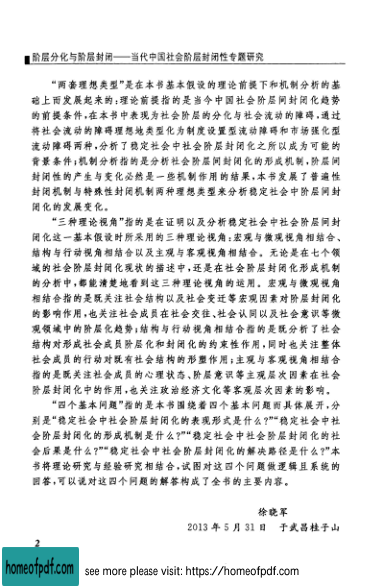 阶层分化与阶层封闭——当代中国社会阶层封闭性专题研究
“两套理想类型”是在本书基本假设的理论前提下和机制分析的基
础上而发展起来的:理论前提指的是当今中国社会阶层间封闭化趋势
的前提条件,在本书中表现为社会阶层的分化与社会流动的障碍,通过
将社会流动的障碍理想地类型化为制度设置型流动障碍和市场强化型
流动障碍两种,分析了稳定社会中社会阶层封闭化之所以成为可能的
背景条件;机制分析指的是分析社会阶层间封闭化的形成机制,阶层间
封闭性的产生与变化必然是一些机制作用的结果,本书发展了普遍性
封闭机制与特殊性封闭机制两种理想类型来分析稳定社会中阶层间封
闭化的发展变化。
“三种理论视角”指的是在证明以及分析稳定社会中社会阶层间封
闭化这一基本假设时所采用的三种理论视角:宏观与微观视角相结合、
结构与行动视角相结合以及主观与客观视角相结合。无论是在七个领
域的社会阶层封闭化现状的描述中,还是在社会阶层封闭化形成机制
的分析中,都能清楚地看到这三种理论视角的运用。宏观与微观视角
相结合指的是既关注社会结构以及社会变迁等宏观因素对阶层封闭化
的影响作用,也关注社会成员在社会交往、社会认同以及社会意识等微
观领域中的阶层化趋势;结构与行动视角相结合指的是既分析了社会
结构对形成社会成员阶层化和封闭化的约束性作用,同时也关注整体
社会成员的行动对既有社会结构的形塑作用;主观与客观视角相结合
指的是既关注社会成员的心理状态、阶层意识等主观层次因素在社会
阶层封闭中的作用,也关注政治经济文化等客观层次因素的影响。
“四个基本问题”指的是本书围绕着四个基本问题而具体展开,分
别是“稳定社会中社会阶层封闭化的表现形式是什么?”“稳定社会中社
会阶层封闭化的形成机制是什么?”“稳定社会中社会阶层封闭化的社
会后果是什么?”“稳定社会中社会阶层封闭化的解决路径是什么?”本
书将理论研究与经验研究相结合,试图对这四个问题做逻辑且系统的
回答,可以说对这四个问题的解答构成了全书的主要内容。
徐晓军
2013年5月31日 于武昌桂子山
2
homeofpdf.com
see more please visit: https://homeofpdf.com